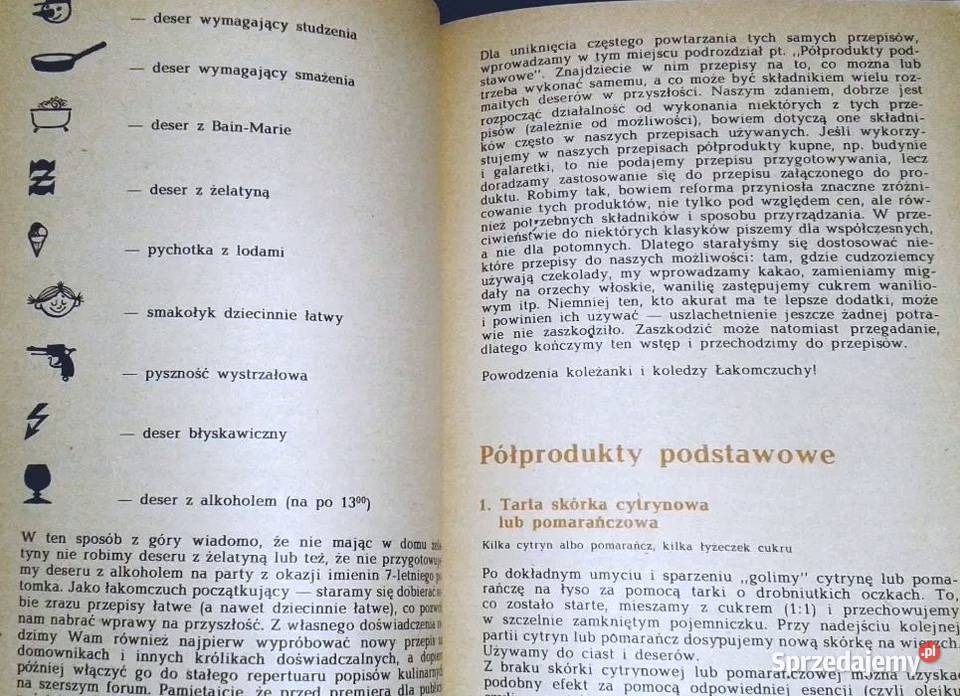 — deser wymagający studzenia
— deser wymagający smażenia
— deser z Bain-Marie
— deser z żelatyną
— pychotka z lodami
— smakołyk dziecinnie łatwy
— pyszność wystrzałowa
— deser błyskawiczny
— deser z alkoholem (na po 13⁰⁰)
W ten sposób z góry wiadomo, że nie mając w domu
tyny nie robimy deseru z żelatyną lub też, że nie przygotowuje-
my deseru z alkoholem na party z okazji imienin 7-letniego
tomka. Jako łakomczuch początkujący — staramy się dobierać
bie zrazu przepisy łatwe (a nawet dziecinnie łatwe), co
nam nabrać wprawy na przyszłość. Z własnego doświadczenia
dzimy Wam również najpierw wypróbować nowy przepis
domownikach i innych królikach doświadczalnych, a dopiero
później włączyć go do stałego repertuaru popisów
na szerszym forum. Pamiętajcie, że przed premierą dla
Dla uniknięcia częstego powtarzania tych samych przepisów,
wprowadzamy w tym miejscu podrozdział pt. „Półprodukty pod-
stawowe". Znajdziecie w nim przepisy na to, co można lub
trzeba wykonać samemu, a co może być składnikiem wielu roz-
maitych deserów w przyszłości. Naszym zdaniem, dobrze jest
rozpocząć działalność od wykonania niektórych z tych prze-
pisów (zależnie od możliwości), bowiem dotyczą one składni-
ków często w naszych przepisach używanych. Jeśli wykorzy-
stujemy w naszych przepisach półprodukty kupne, np. budynie
i galaretki, to nie podajemy przepisu przygotowywania, lecz
doradzamy zastosowanie się do przepisu załączonego do pro-
duktu. Robimy tak, bowiem reforma przyniosła znaczne zróżni-
cowanie tych produktów, nie tylko pod względem cen, ale rów-
nież potrzebnych składników i sposobu przyrządzania. W prze-
ciwieństwie do niektórych klasyków piszemy dla współczesnych,
a nie dla potomnych. Dlatego starałyśmy się dostosować nie-
które przepisy do naszych możliwości: tam, gdzie cudzoziemcy
używają czekolady, my wprowadzamy kakao, zamieniamy mig-
dały na orzechy włoskie, wanilię zastępujemy cukrem wanilio-
wym itp. Niemniej ten, kto akurat ma te lepsze dodatki, może
i powinien ich używać — uszlachetnienie jeszcze żadnej potra-
wie nie zaszkodziło. Zaszkodzić może natomiast przegadanie,
dlatego kończymy ten wstęp i przechodzimy do przepisów.
Powodzenia koleżanki i koledzy Łakomczuchy!
Półprodukty podstawowe
1. Tarta skórka cytrynowa
lub pomarańczowa
Kilka cytryn albo pomarańcz, kilka łyżeczek cukru
Po dokładnym umyciu i sparzeniu „golimy" cytrynę lub poma-
rańczę na łyso za pomocą tarki o drobniutkich oczkach. To,
co zostało starte, mieszamy z cukrem (1:1) i przechowujemy
w szczelnie zamkniętym pojemniczku. Przy nadejściu kolejnej
partii cytryn lub pomarańcz dosypujemy nową skórkę na wierzch.
Używamy do ciast i deserów.
Z braku skórki cytrynowej lub pomarańczowej można uzyskać
podobny efekt za pomocą odpowiedniej esencji lub olejku
Sprzedajemy.pl